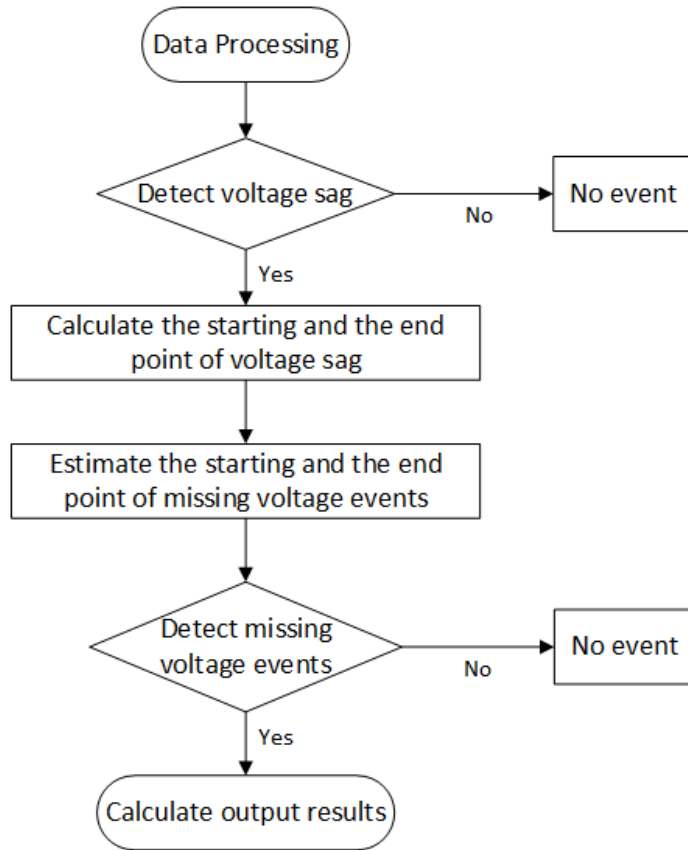 Data Processing
Detect voltage sag
No
No event
Yes
Calculate the starting and the end
point of voltage sag
Estimate the starting and the end
point of missing voltage events
Detect missing
voltage events
No
No event
Yes
Calculate output results